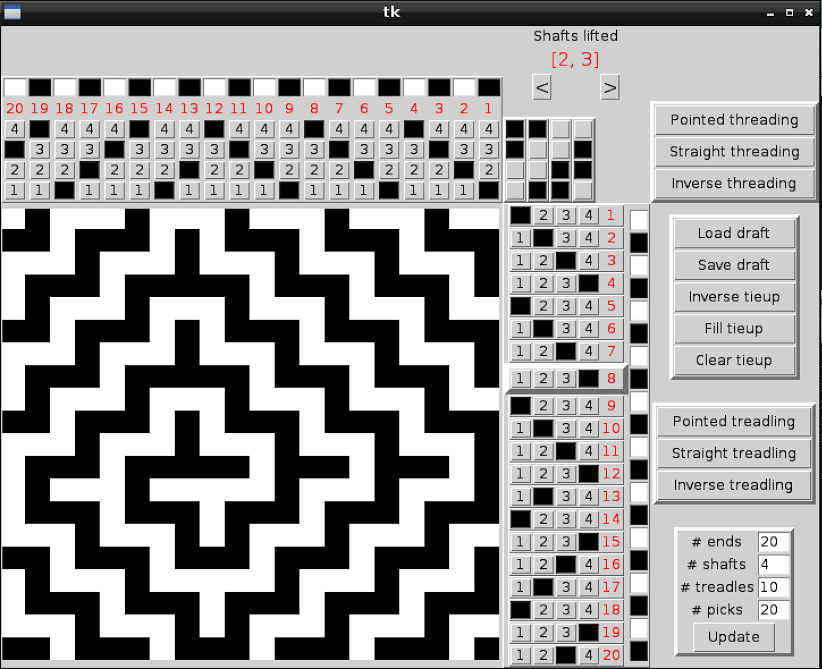 tk
Shafts lifted
[2, 3]
< >
20 19 18 17 16 15 14 13 12 11 10 9 8 7 6 5 4 3 2 1
4 4 4 4 4 4 4 4 4 4 4 4 4 4 4
3 3 3 3 3 3 3 3 3 3 3 3 3 3 3
2 2 2 2 2 2 2 2 2 2 2 2 2 2 2
1 1 1 1 1 1 1 1 1 1 1 1 1 1 1
Pointed threading
Straight threading
Inverse threading
2 3 4 1
1 3 4 2
1 2 4 3
1 2 3 4
2 3 4 5
1 3 4 6
1 2 4 7
1 2 3 8
2 3 4 9
1 3 4 10
1 2 4 11
1 2 3 12
1 3 4 13
2 3 4 14
1 2 3 15
1 2 4 16
1 3 4 17
2 3 4 18
1 2 3 19
1 2 4 20
Load draft
Save draft
Inverse tieup
Fill tieup
Clear tieup
Pointed treadling
Straight treadling
Inverse treadling
# ends 20
# shafts 4
# treadles 10
# picks 20
Update